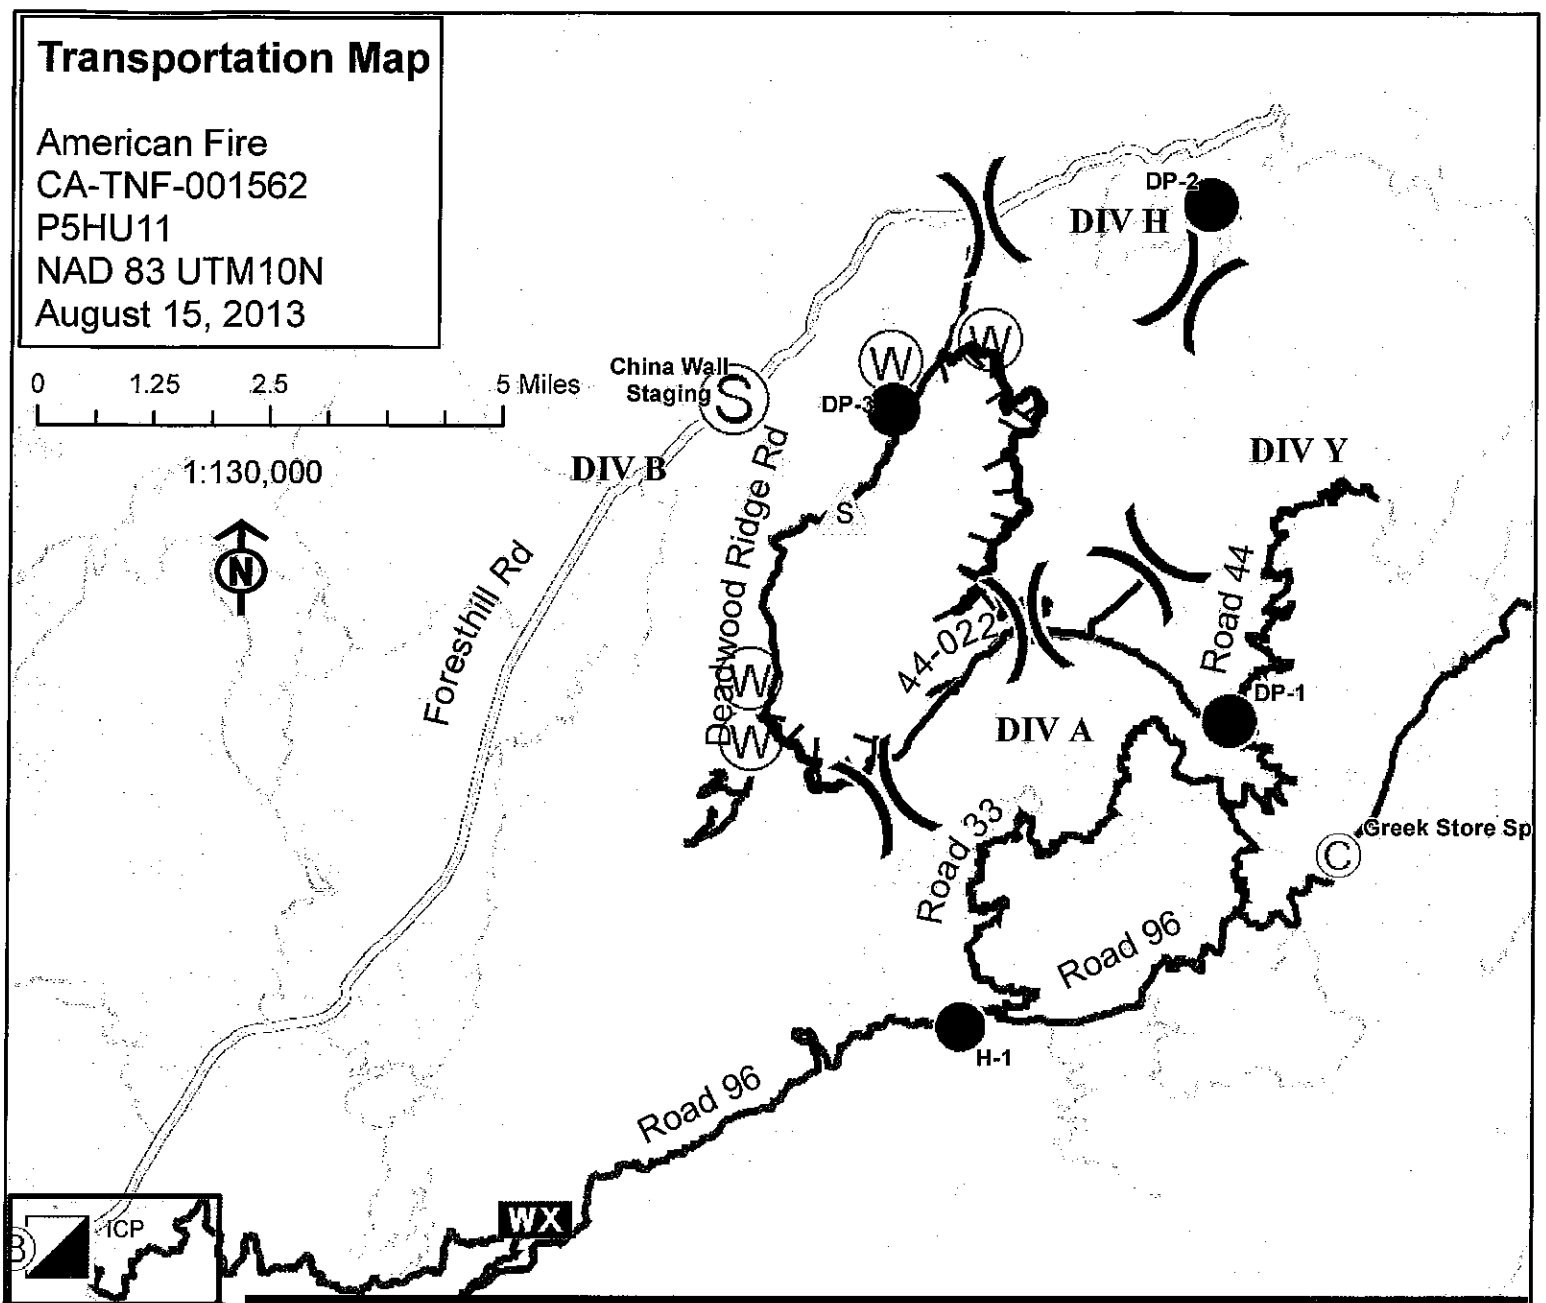 Transportation Map
American Fire
CA-TNF-001562
P5HU11
NAD 83 UTM10N
August 15, 2013
0 1.25 2.5 5 Miles
1:130,000
N
DP-2
DIV H
W
W
China Wall
Staging
S
DP-3
DIV B
DIV Y
Deadwood Ridge Rd
S
Foresthill Rd
Road 44
44-022
W
W
DP-1
DIV A
Road 33
Greek Store Sp
C
Road 96
H-1
Road 96
WX
ICP
B